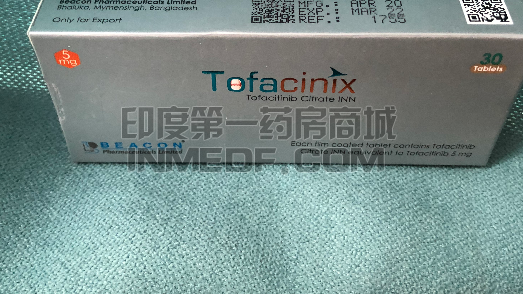 Beacon Pharmaceuticals Limited
Bhaluka, Mymensingh, Bangladesh
Only for Export
MFG.: APR 20
EXP.: MAR 22
REF.: 1788
5
mg
30
Tablets
Tofacinix
Tofacitinib Citrate INN
印度第一药房商城
INMEDF.COM
BEACON
Pharmaceuticals Limited
Each film coated tablet contains Tofacitinib
Citrate INN equivalent to Tofacitinib 5 mg